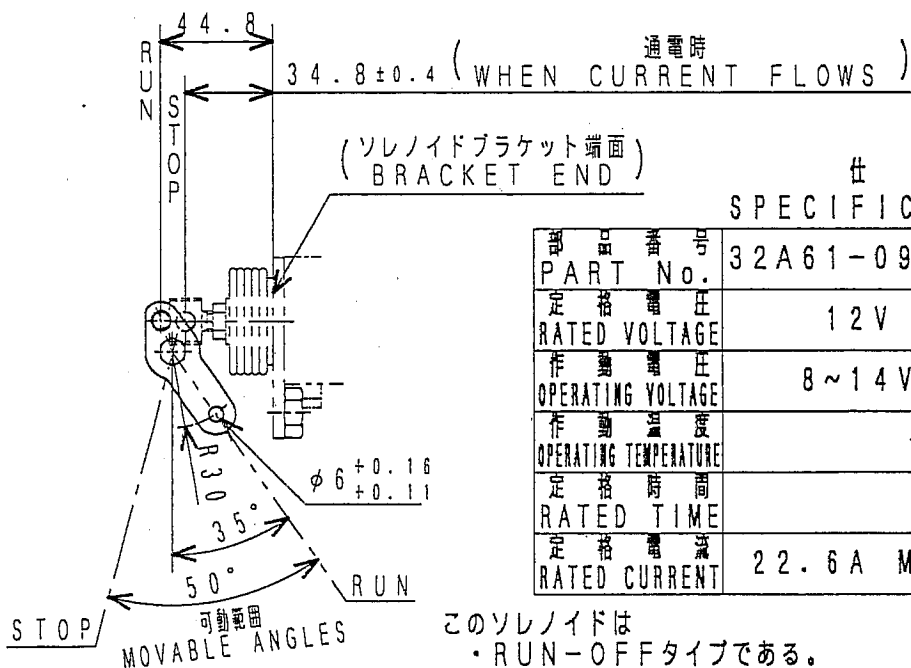 44.8
RUN
STOP
34.8±0.4
通電時
(WHEN CURRENT FLOWS)
(ソレノイドブラケット端面
BRACKET END)
仕
SPECIFIC
部品番号
PART No.
32A61-09
定格電圧
RATED VOLTAGE
12V
作動電圧
OPERATING VOLTAGE
8~14V
作動温度
OPERATING TEMPERATURE
定格時間
RATED TIME
定格電流
RATED CURRENT
22.6A M
φ6 +0.16
+0.11
R30
35°
50°
RUN
STOP
可動範囲
MOVABLE ANGLES
このソレノイドは
・RUN-OFFタイプである。